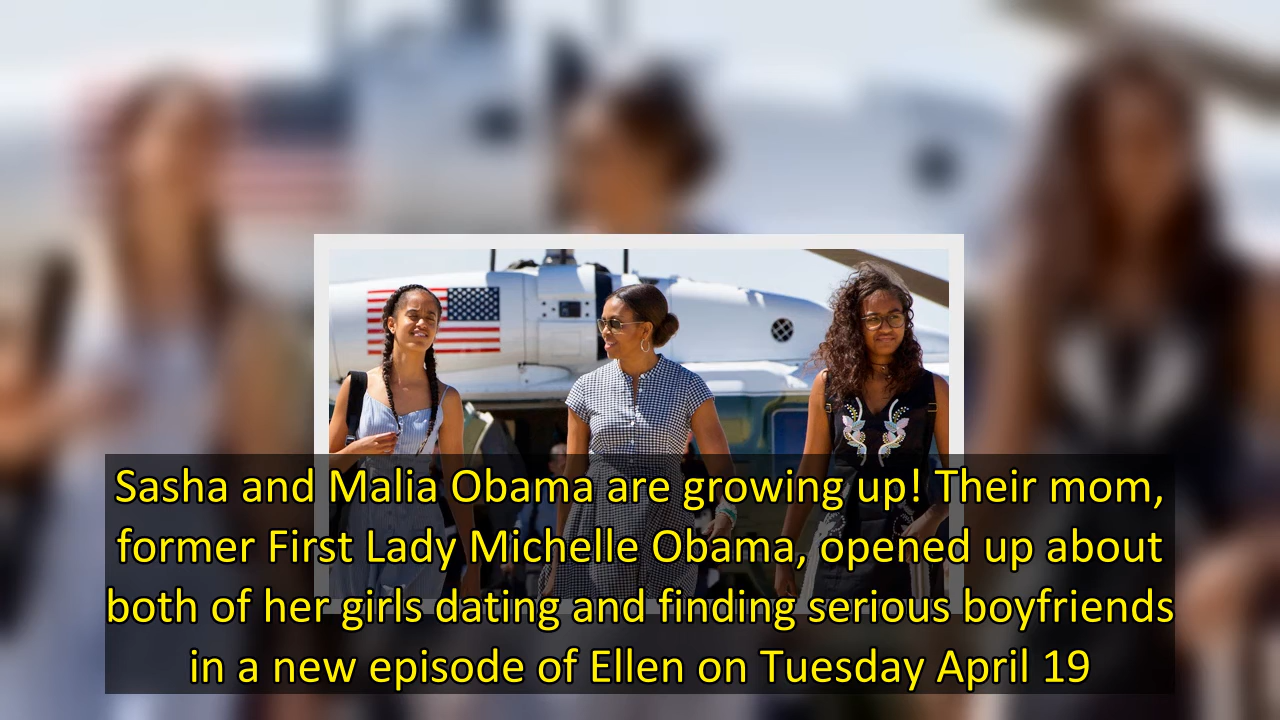 Sasha and Malia Obama are growing up! Their mom,
former First Lady Michelle Obama, opened up about
both of her girls dating and finding serious boyfriends
in a new episode of Ellen on Tuesday April 19